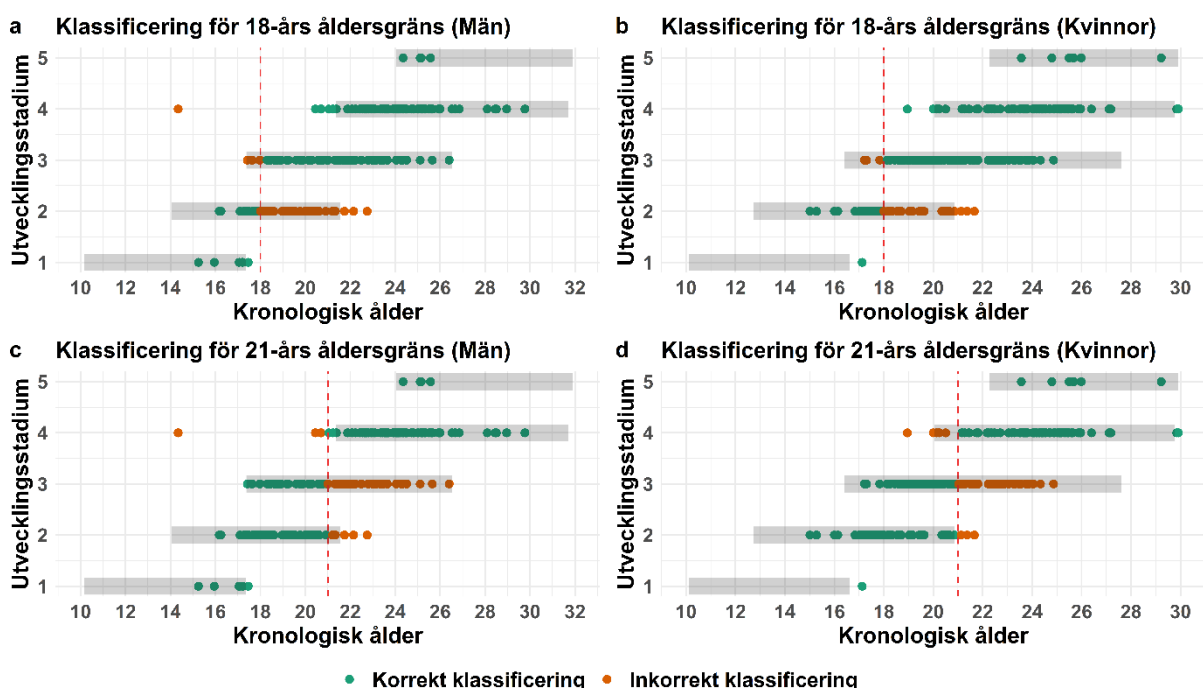 a Klassificering för 18-års åldersgräns (Män)
Utvecklingsstadium
5
4
3
2
1
10 12 14 16 18 20 22 24 26 28 30 32
Kronologisk ålder
b Klassificering för 18-års åldersgräns (Kvinnor)
Utvecklingsstadium
5
4
3
2
1
10 12 14 16 18 20 22 24 26 28 30
Kronologisk ålder
c Klassificering för 21-års åldersgräns (Män)
Utvecklingsstadium
5
4
3
2
1
10 12 14 16 18 20 22 24 26 28 30 32
Kronologisk ålder
d Klassificering för 21-års åldersgräns (Kvinnor)
Utvecklingsstadium
5
4
3
2
1
10 12 14 16 18 20 22 24 26 28 30
Kronologisk ålder
Korrekt klassificering Inkorrekt klassificering